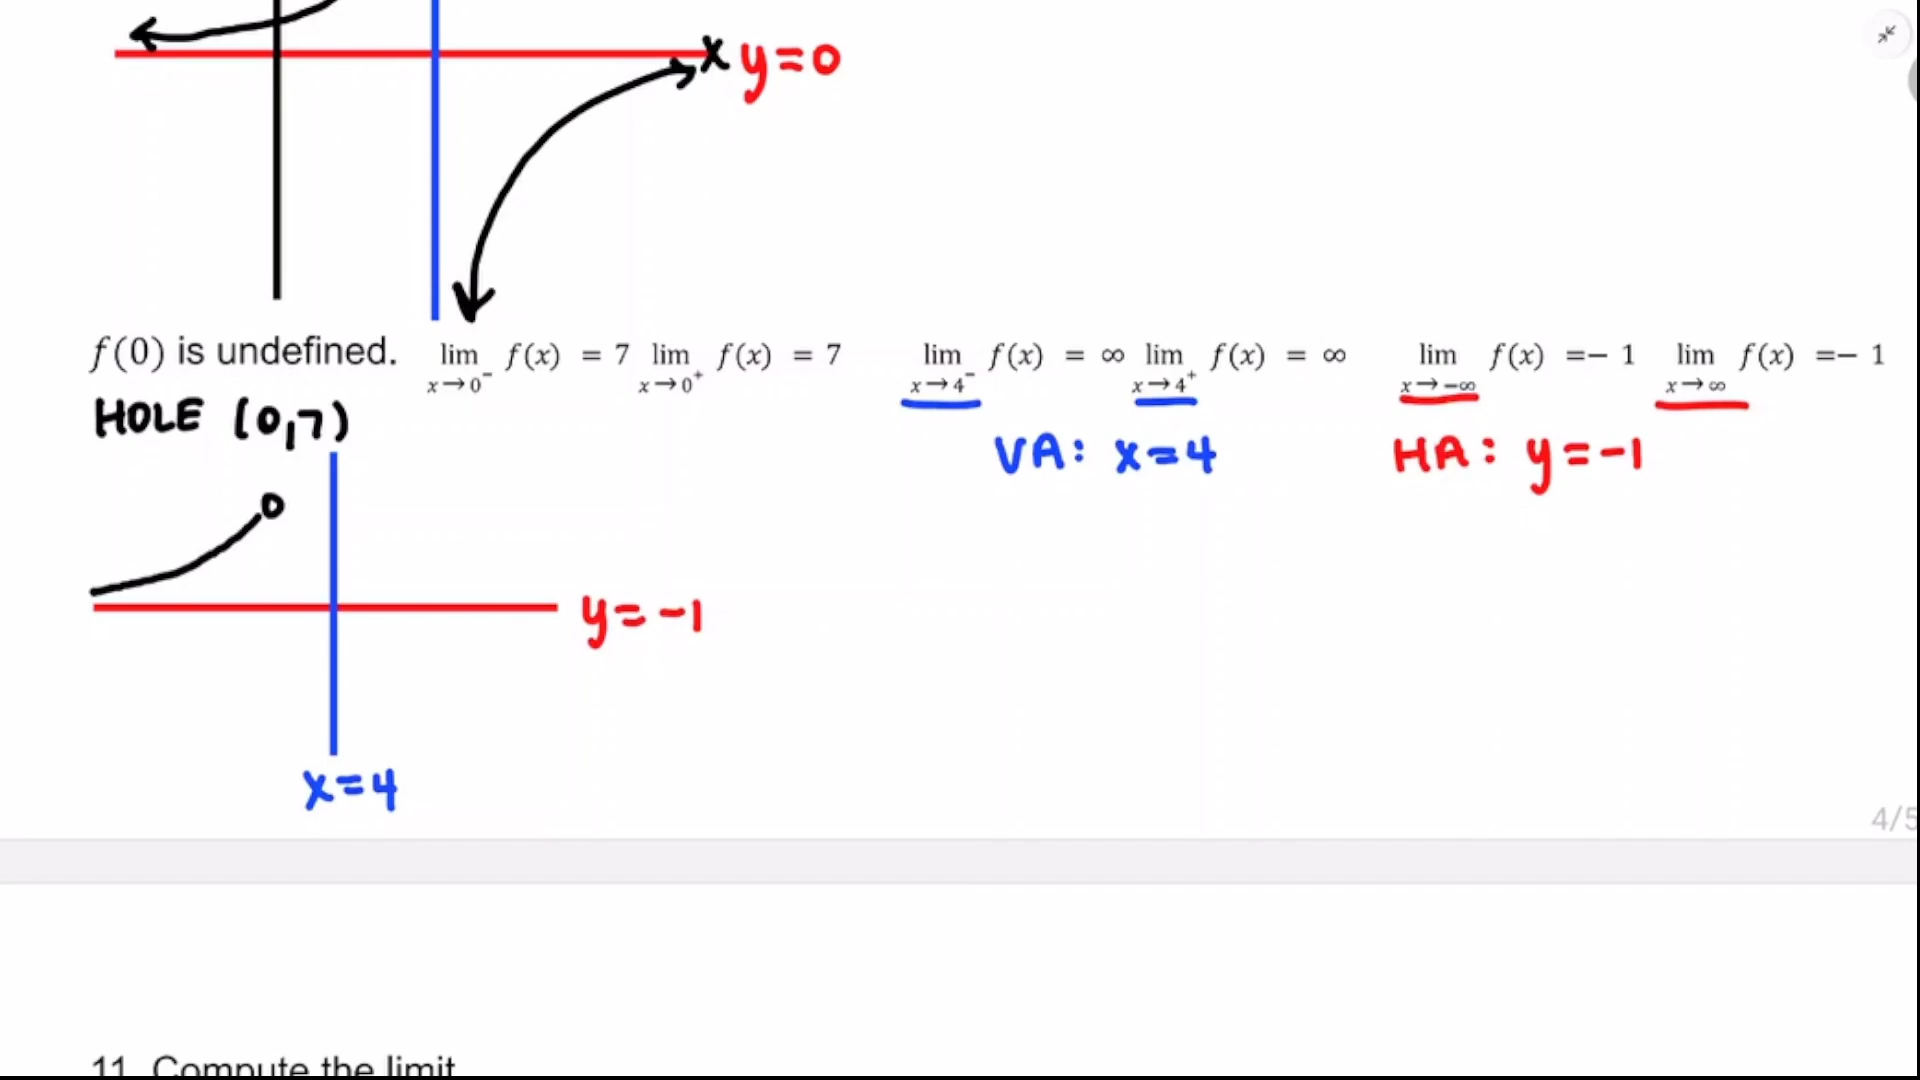 x y=0
f(0) is undefined. lim x→0⁻ f(x) = 7 lim x→0⁺ f(x) = 7 lim x→4⁻ f(x) = ∞ lim x→4⁺ f(x) = ∞ lim x→−∞ f(x) =− 1 lim x→∞ f(x) =− 1
HOLE (0,7)
VA: x=4 HA: y=-1
y=-1
x=4
4/5
11. Compute the limit